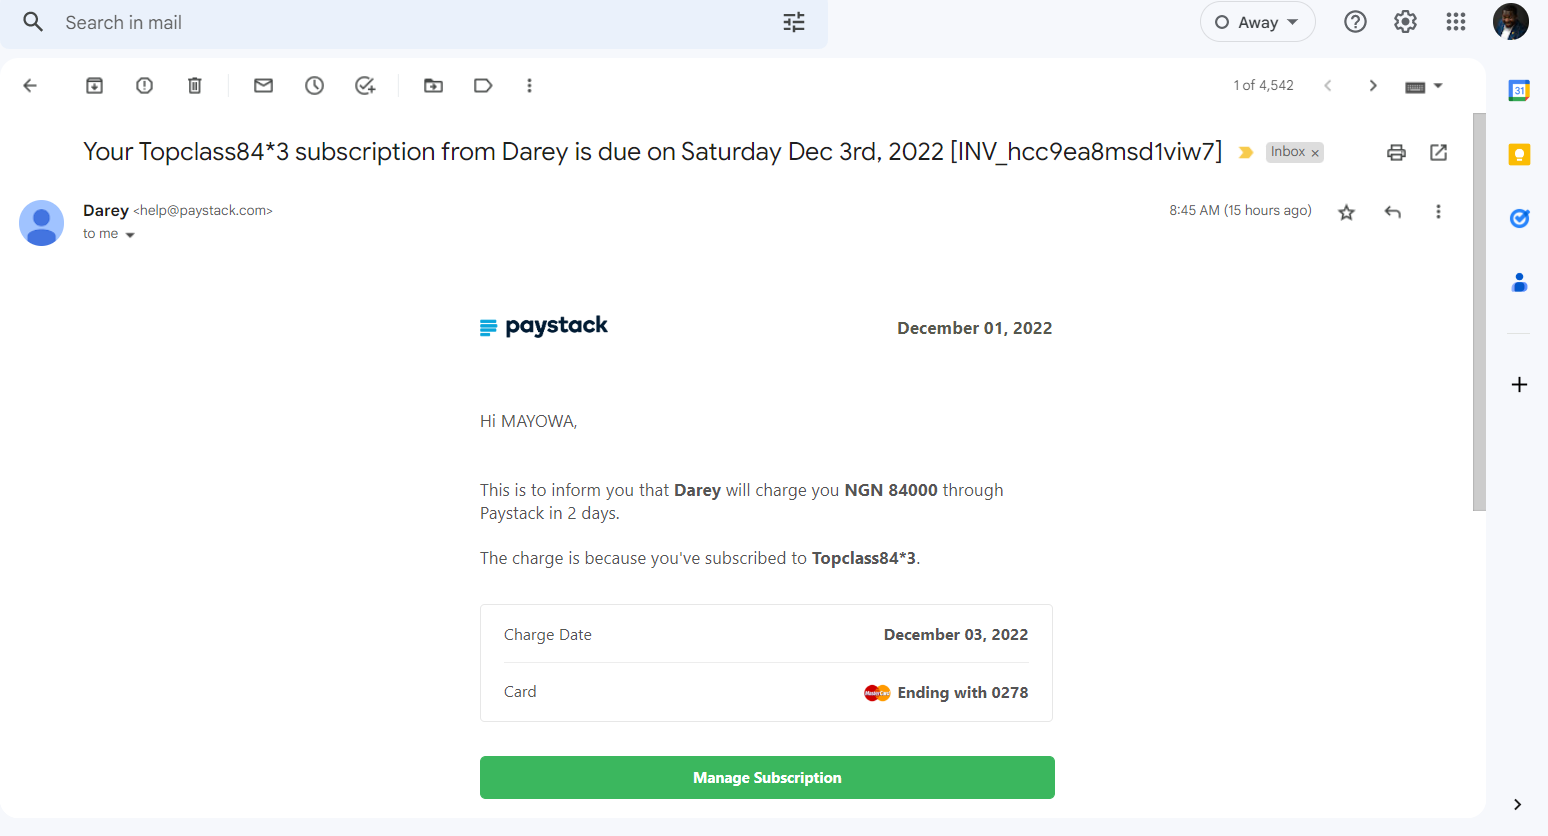 Search in mail
Away
1 of 4,542
Your Topclass84*3 subscription from Darey is due on Saturday Dec 3rd, 2022 [INV_hcc9ea8msd1viw7]
Inbox x
Darey <help@paystack.com>
8:45 AM (15 hours ago)
to me
31
paystack
December 01, 2022
Hi MAYOWA,
This is to inform you that Darey will charge you NGN 84000 through
Paystack in 2 days.
The charge is because you've subscribed to Topclass84*3.
Charge Date
December 03, 2022
Card
MasterCard
Ending with 0278
Manage Subscription